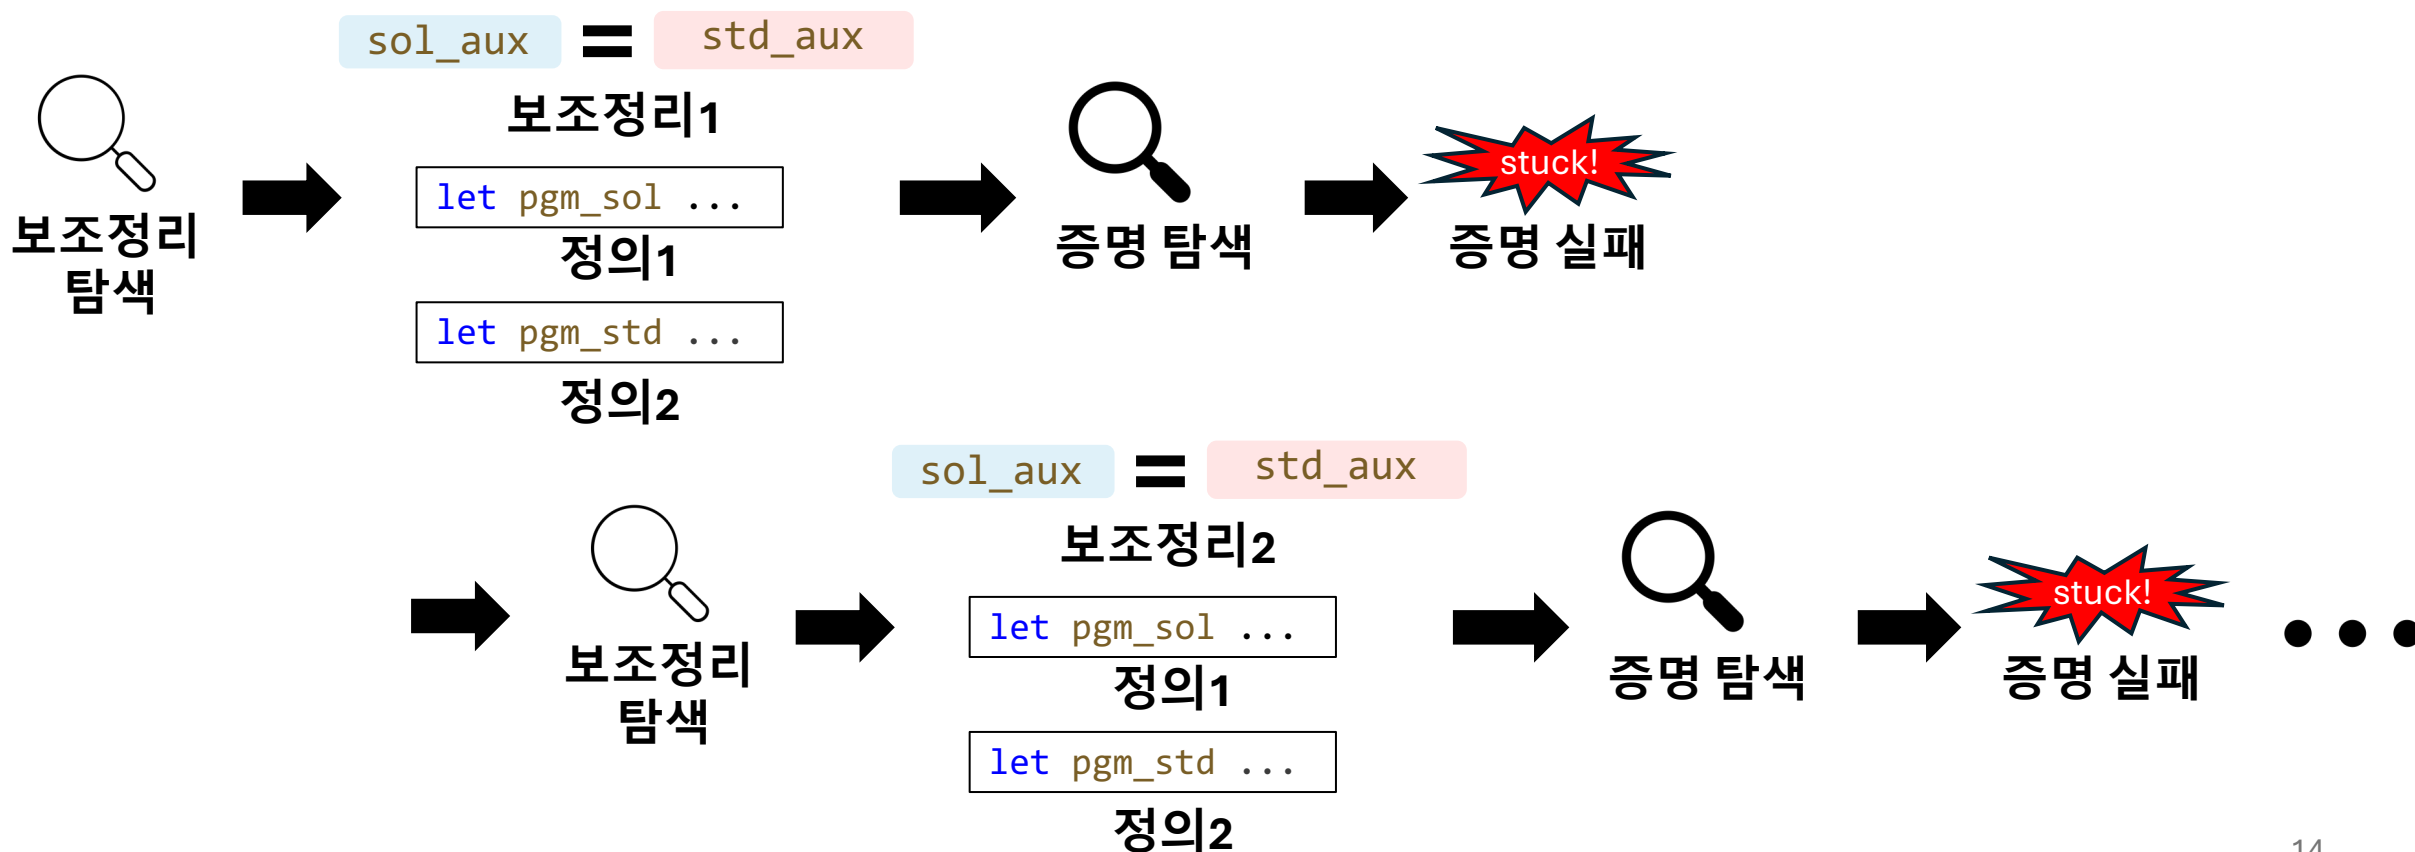 sol_aux = std_aux
보조정리1
let pgm_sol ...
정의1
let pgm_std ...
정의2
보조정리
탐색
증명 탐색
stuck!
증명 실패
sol_aux = std_aux
보조정리2
let pgm_sol ...
정의1
let pgm_std ...
정의2
보조정리
탐색
증명 탐색
stuck!
증명 실패
14